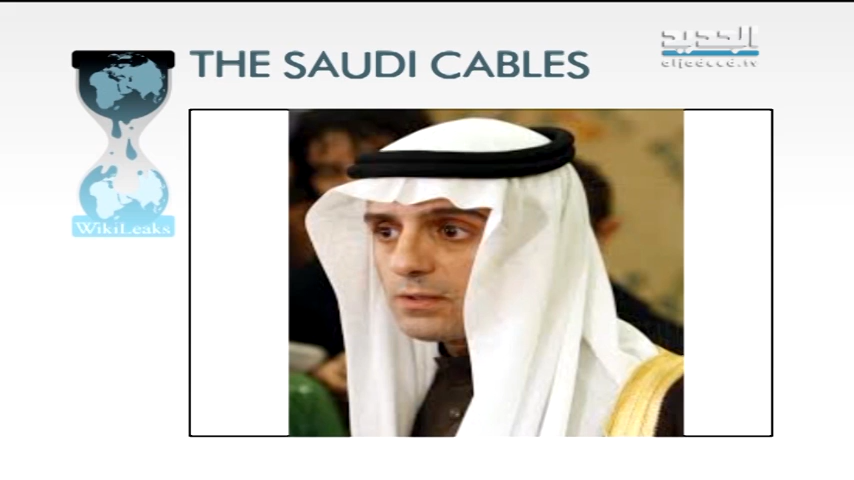 THE SAUDI CABLES
الجديد
aljadeed.tv
WikiLeaks